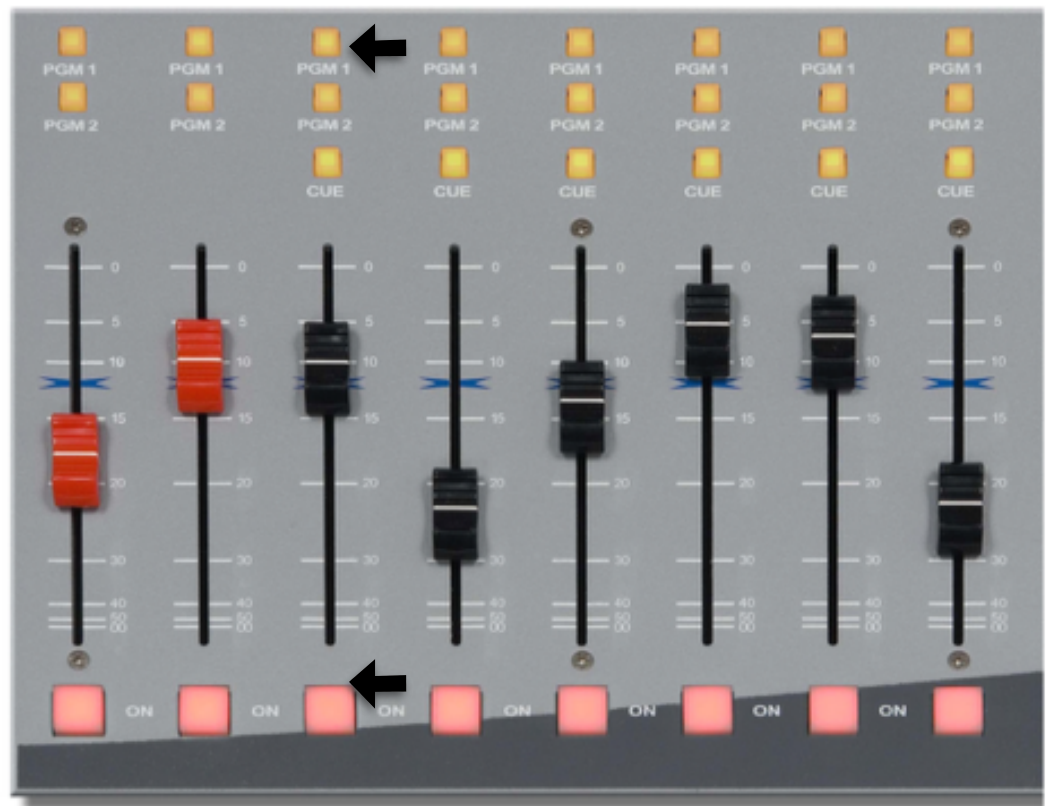 PGM 1 PGM 1 PGM 1 PGM 1 PGM 1 PGM 1 PGM 1 PGM 1
PGM 2 PGM 2 PGM 2 PGM 2 PGM 2 PGM 2 PGM 2 PGM 2
CUE CUE CUE CUE CUE CUE
0 0 0 0 0 0 0 0
5 5 5 5 5 5 5 5
10 10 10 10 10 10 10 10
15 15 15 15 15 15
20 20 20 20 20 20 20 20
30 30 30 30 30 30 30 30
40 40 40 40 40 40 40 40
ON ON ON ON ON ON ON